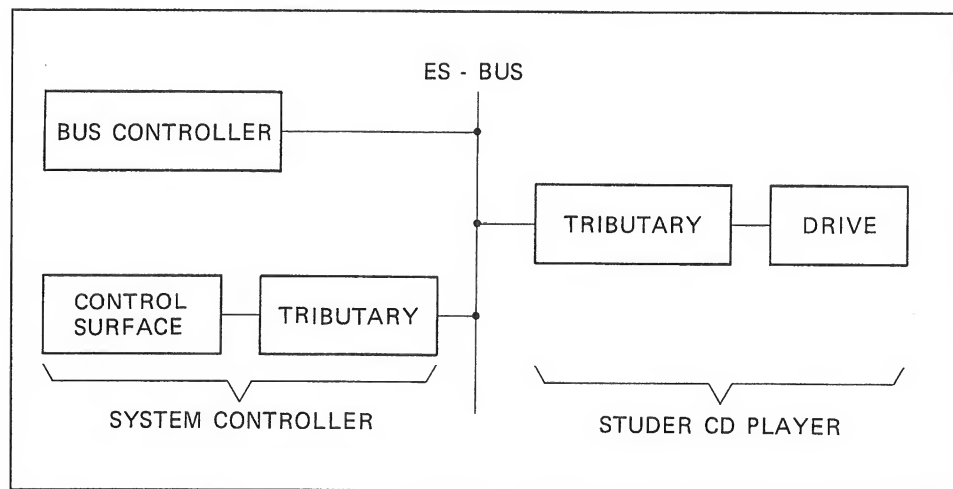 ES - BUS
BUS CONTROLLER
TRIBUTARY
DRIVE
CONTROL
SURFACE
TRIBUTARY
SYSTEM CONTROLLER
STUDER CD PLAYER